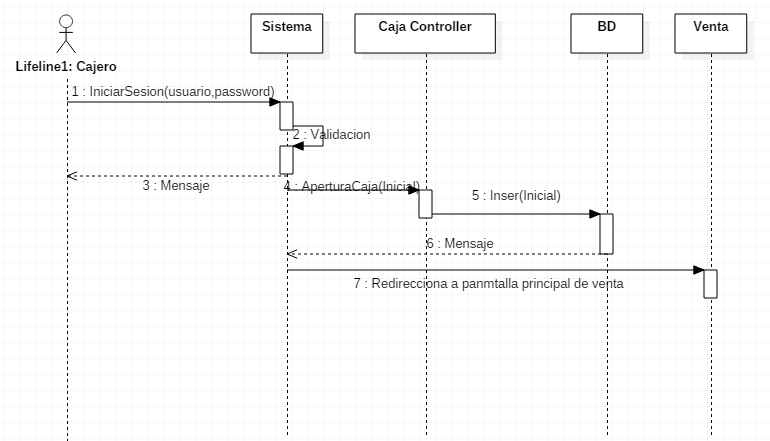 Sistema
Caja Controller
BD
Venta
Lifeline1: Cajero
1 : IniciarSesion(usuario,password)
2 : Validacion
3 : Mensaje
4 : AperturaCaja(Inicial)
5 : Inser(Inicial)
6 : Mensaje
7 : Redirecciona a panmtalla principal de venta